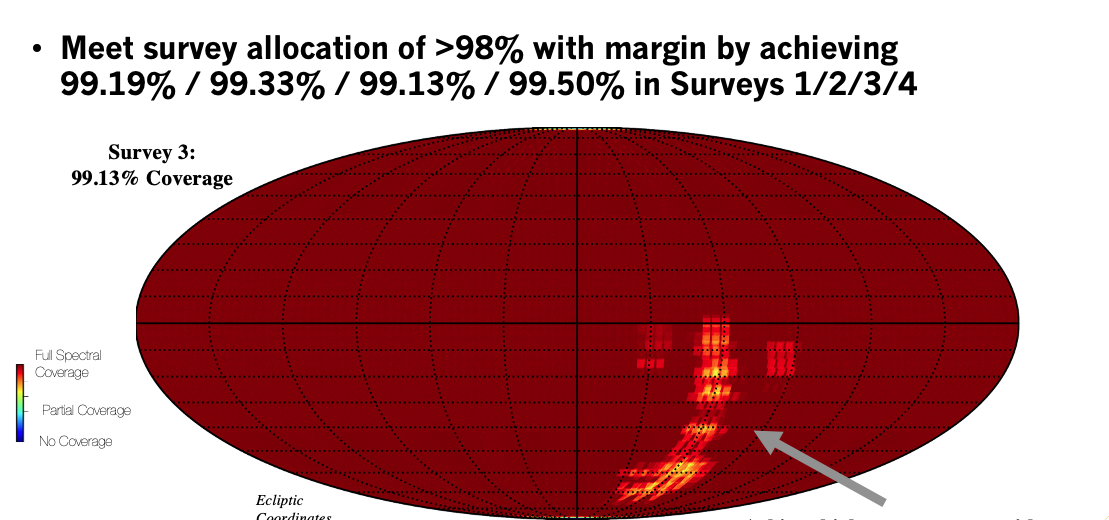 • Meet survey allocation of >98% with margin by achieving
99.19% / 99.33% / 99.13% / 99.50% in Surveys 1/2/3/4
Survey 3:
99.13% Coverage
Full Spectral
Coverage
Partial Coverage
No Coverage
Ecliptic
Coordinates